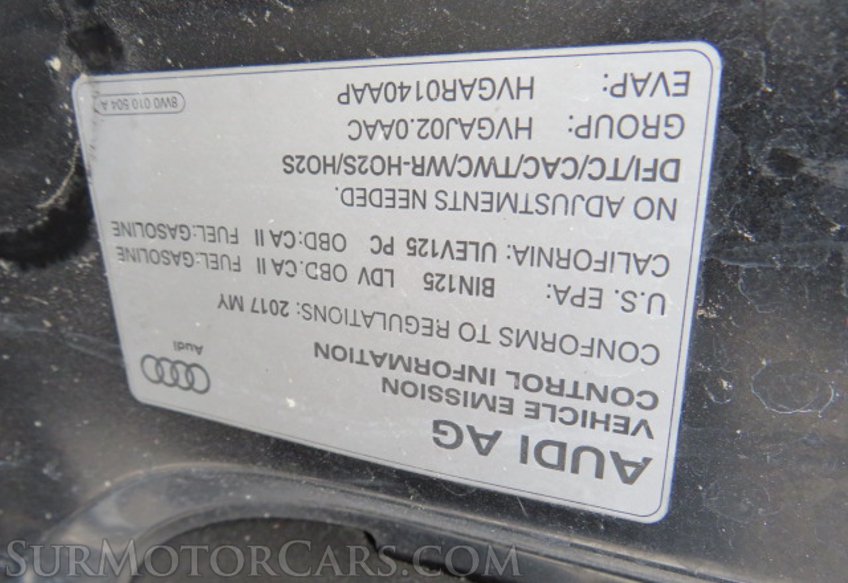 AUDI AG
VEHICLE EMISSION
CONTROL INFORMATION
Audi
CONFORMS TO REGULATIONS: 2017 MY
U.S. EPA: BIN125 LDV OBD:CA II FUEL:GASOLINE
CALIFORNIA: ULEV125 PC OBD:CA II FUEL:GASOLINE
NO ADJUSTMENTS NEEDED.
DFI/TC/CAC/TWC/WR-HO2S/HO2S
GROUP: HVGAJ02.0AAC
EVAP: HVGAR0140AAP
8W0 010 504 A
SURMOTORCARS.COM